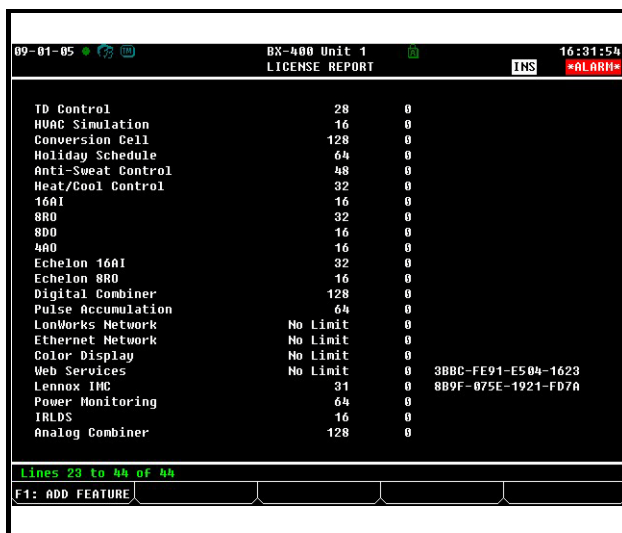 09-01-05 BX-400 Unit 1 16:31:54
LICENSE REPORT INS *ALARM*
TD Control 28 0
HVAC Simulation 16 0
Conversion Cell 128 0
Holiday Schedule 64 0
Anti-Sweat Control 48 0
Heat/Cool Control 32 0
16AI 16 0
8RO 32 0
8DO 16 0
4AO 16 0
Echelon 16AI 32 0
Echelon 8RO 16 0
Digital Combiner 128 0
Pulse Accumulation 64 0
LonWorks Network No Limit 0
Ethernet Network No Limit 0
Color Display No Limit 0
Web Services No Limit 0 3BBC-FE91-E504-1623
Lennox IMC 31 0 8B9F-075E-1921-FD7A
Power Monitoring 64 0
IRLDS 16 0
Analog Combiner 128 0
Lines 23 to 44 of 44
F1: ADD FEATURE